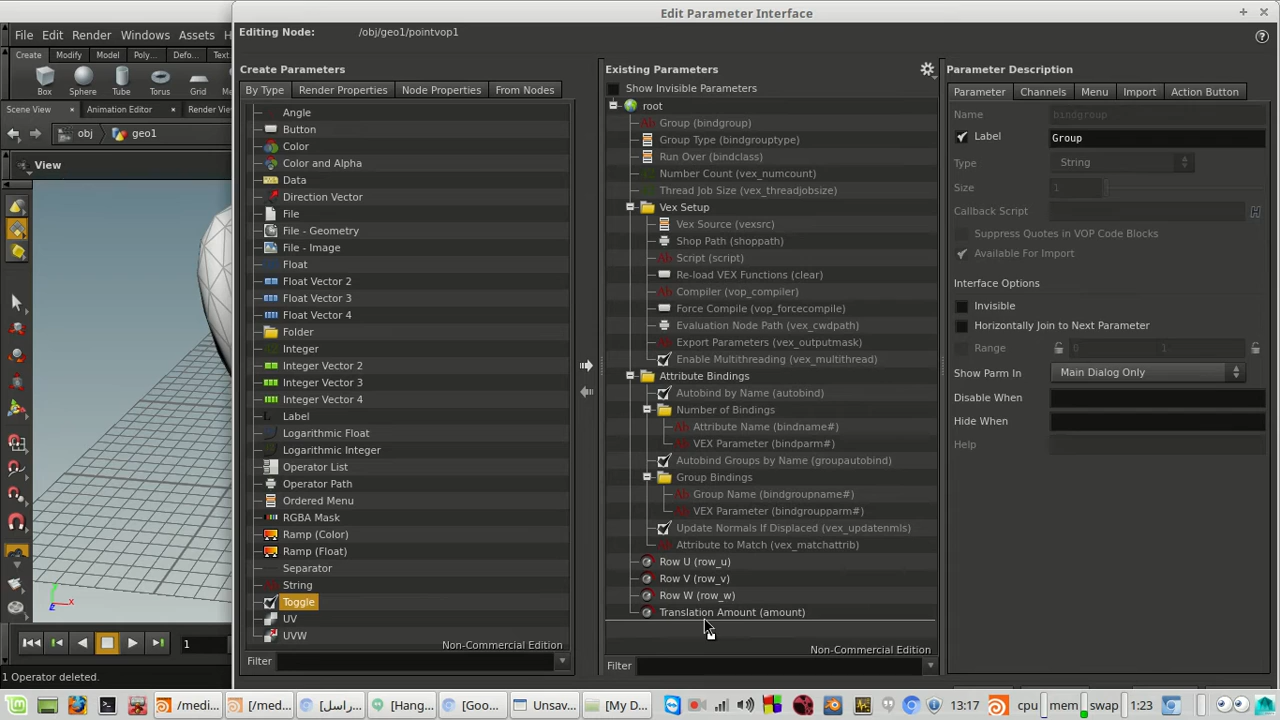 Edit Parameter Interface
File Edit Render Windows Assets
Create Modify Model Poly... Defo... Text
Box Sphere Tube Torus Grid
Scene View Animation Editor Render View
obj geo1
View
Editing Node: /obj/geo1/pointvop1
Create Parameters
By Type Render Properties Node Properties From Nodes
Angle
Button
Color
Color and Alpha
Data
Direction Vector
File
File - Geometry
File - Image
Float
Float Vector 2
Float Vector 3
Float Vector 4
Folder
Integer
Integer Vector 2
Integer Vector 3
Integer Vector 4
Label
Logarithmic Float
Logarithmic Integer
Operator List
Operator Path
Ordered Menu
RGBA Mask
Ramp (Color)
Ramp (Float)
Separator
String
Toggle
UV
UVW
Non-Commercial Edition
Filter
Existing Parameters
Show Invisible Parameters
root
Group (bindgroup)
Group Type (bindgrouptype)
Run Over (bindclass)
Number Count (vex_numcount)
Thread Job Size (vex_threadjobsize)
Vex Setup
Vex Source (vexsrc)
Shop Path (shoppath)
Script (script)
Re-load VEX Functions (clear)
Compiler (vop_compiler)
Force Compile (vop_forcecompile)
Evaluation Node Path (vex_cwdpath)
Export Parameters (vex_outputmask)
Enable Multithreading (vex_multithread)
Attribute Bindings
Autobind by Name (autobind)
Number of Bindings
Attribute Name (bindname#)
VEX Parameter (bindparm#)
Autobind Groups by Name (groupautobind)
Group Bindings
Group Name (bindgroupname#)
VEX Parameter (bindgroupparm#)
Update Normals If Displaced (vex_updatenmls)
Attribute to Match (vex_matchattrib)
Row U (row_u)
Row V (row_v)
Row W (row_w)
Translation Amount (amount)
Non-Commercial Edition
Filter
Parameter Description
Parameter Channels Menu Import Action Button
Name bindgroup
Label Group
Type String
Size 1
Callback Script
Suppress Quotes in VOP Code Blocks
Available For Import
Interface Options
Invisible
Horizontally Join to Next Parameter
Range 0 1
Show Parm In Main Dialog Only
Disable When
Hide When
Help
1
1 Operator deleted.
/medi... [/med... [راسل... [Hang... [Goo... Unsav... [My D... 13:17 cpu mem swap 1:23